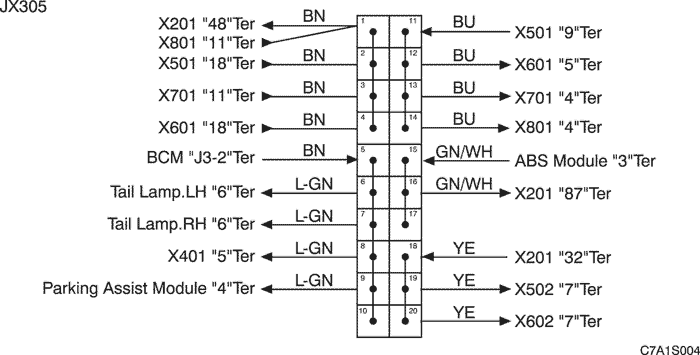 JX305
X201 "48"Ter BN 1 11 BU X501 "9"Ter
X801 "11"Ter
X501 "18"Ter BN 2 12 BU X601 "5"Ter
X701 "11"Ter BN 3 13 BU X701 "4"Ter
X601 "18"Ter BN 4 14 BU X801 "4"Ter
BCM "J3-2"Ter BN 5 15 GN/WH ABS Module "3"Ter
Tail Lamp.LH "6"Ter L-GN 6 16 GN/WH X201 "87"Ter
Tail Lamp.RH "6"Ter L-GN 7 17
X401 "5"Ter L-GN 8 18 YE X201 "32"Ter
Parking Assist Module "4"Ter L-GN 9 19 YE X502 "7"Ter
10 20 YE X602 "7"Ter
C7A1S004